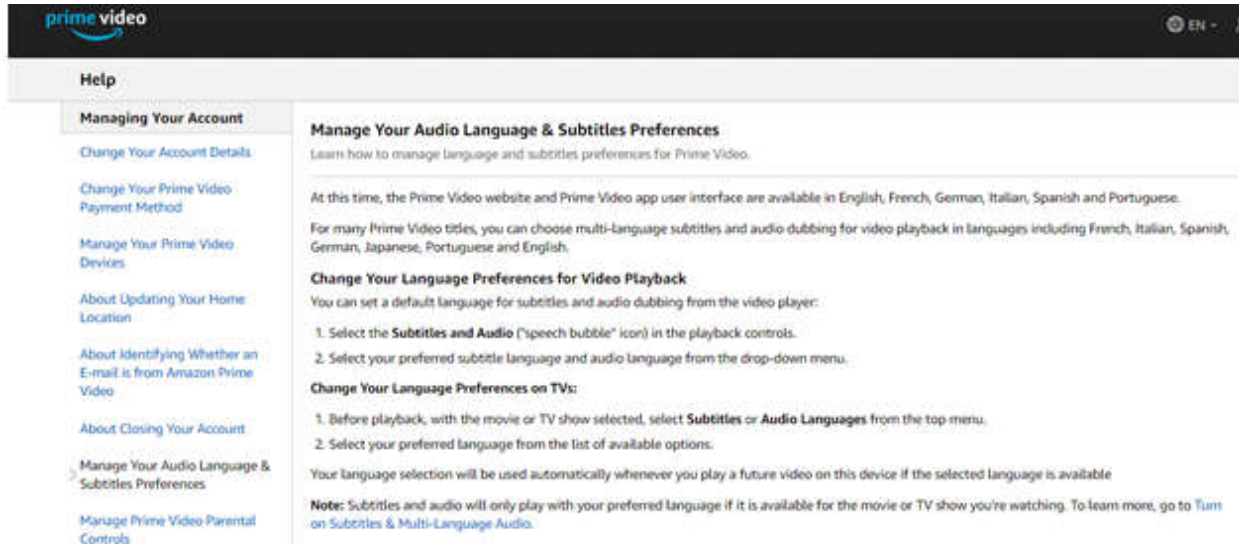 prime video
EN
Help
Managing Your Account
Change Your Account Details
Change Your Prime Video
Payment Method
Manage Your Prime Video
Devices
About Updating Your Home
Location
About Identifying Whether an
E-mail is from Amazon Prime
Video
About Closing Your Account
Manage Your Audio Language &
Subtitles Preferences
Manage Prime Video Parental
Controls
Manage Your Audio Language & Subtitles Preferences
Learn how to manage language and subtitles preferences for Prime Video.
At this time, the Prime Video website and Prime Video app user interface are available in English, French, German, Italian, Spanish and Portuguese.
For many Prime Video titles, you can choose multi-language subtitles and audio dubbing for video playback in languages including French, Italian, Spanish,
German, Japanese, Portuguese and English.
Change Your Language Preferences for Video Playback
You can set a default language for subtitles and audio dubbing from the video player:
1. Select the Subtitles and Audio ("speech bubble" icon) in the playback controls.
2. Select your preferred subtitle language and audio language from the drop-down menu.
Change Your Language Preferences on TVs:
1. Before playback, with the movie or TV show selected, select Subtitles or Audio Languages from the top menu.
2. Select your preferred language from the list of available options.
Your language selection will be used automatically whenever you play a future video on this device if the selected language is available
Note: Subtitles and audio will only play with your preferred language if it is available for the movie or TV show you're watching. To learn more, go to Turn
on Subtitles & Multi-Language Audio.